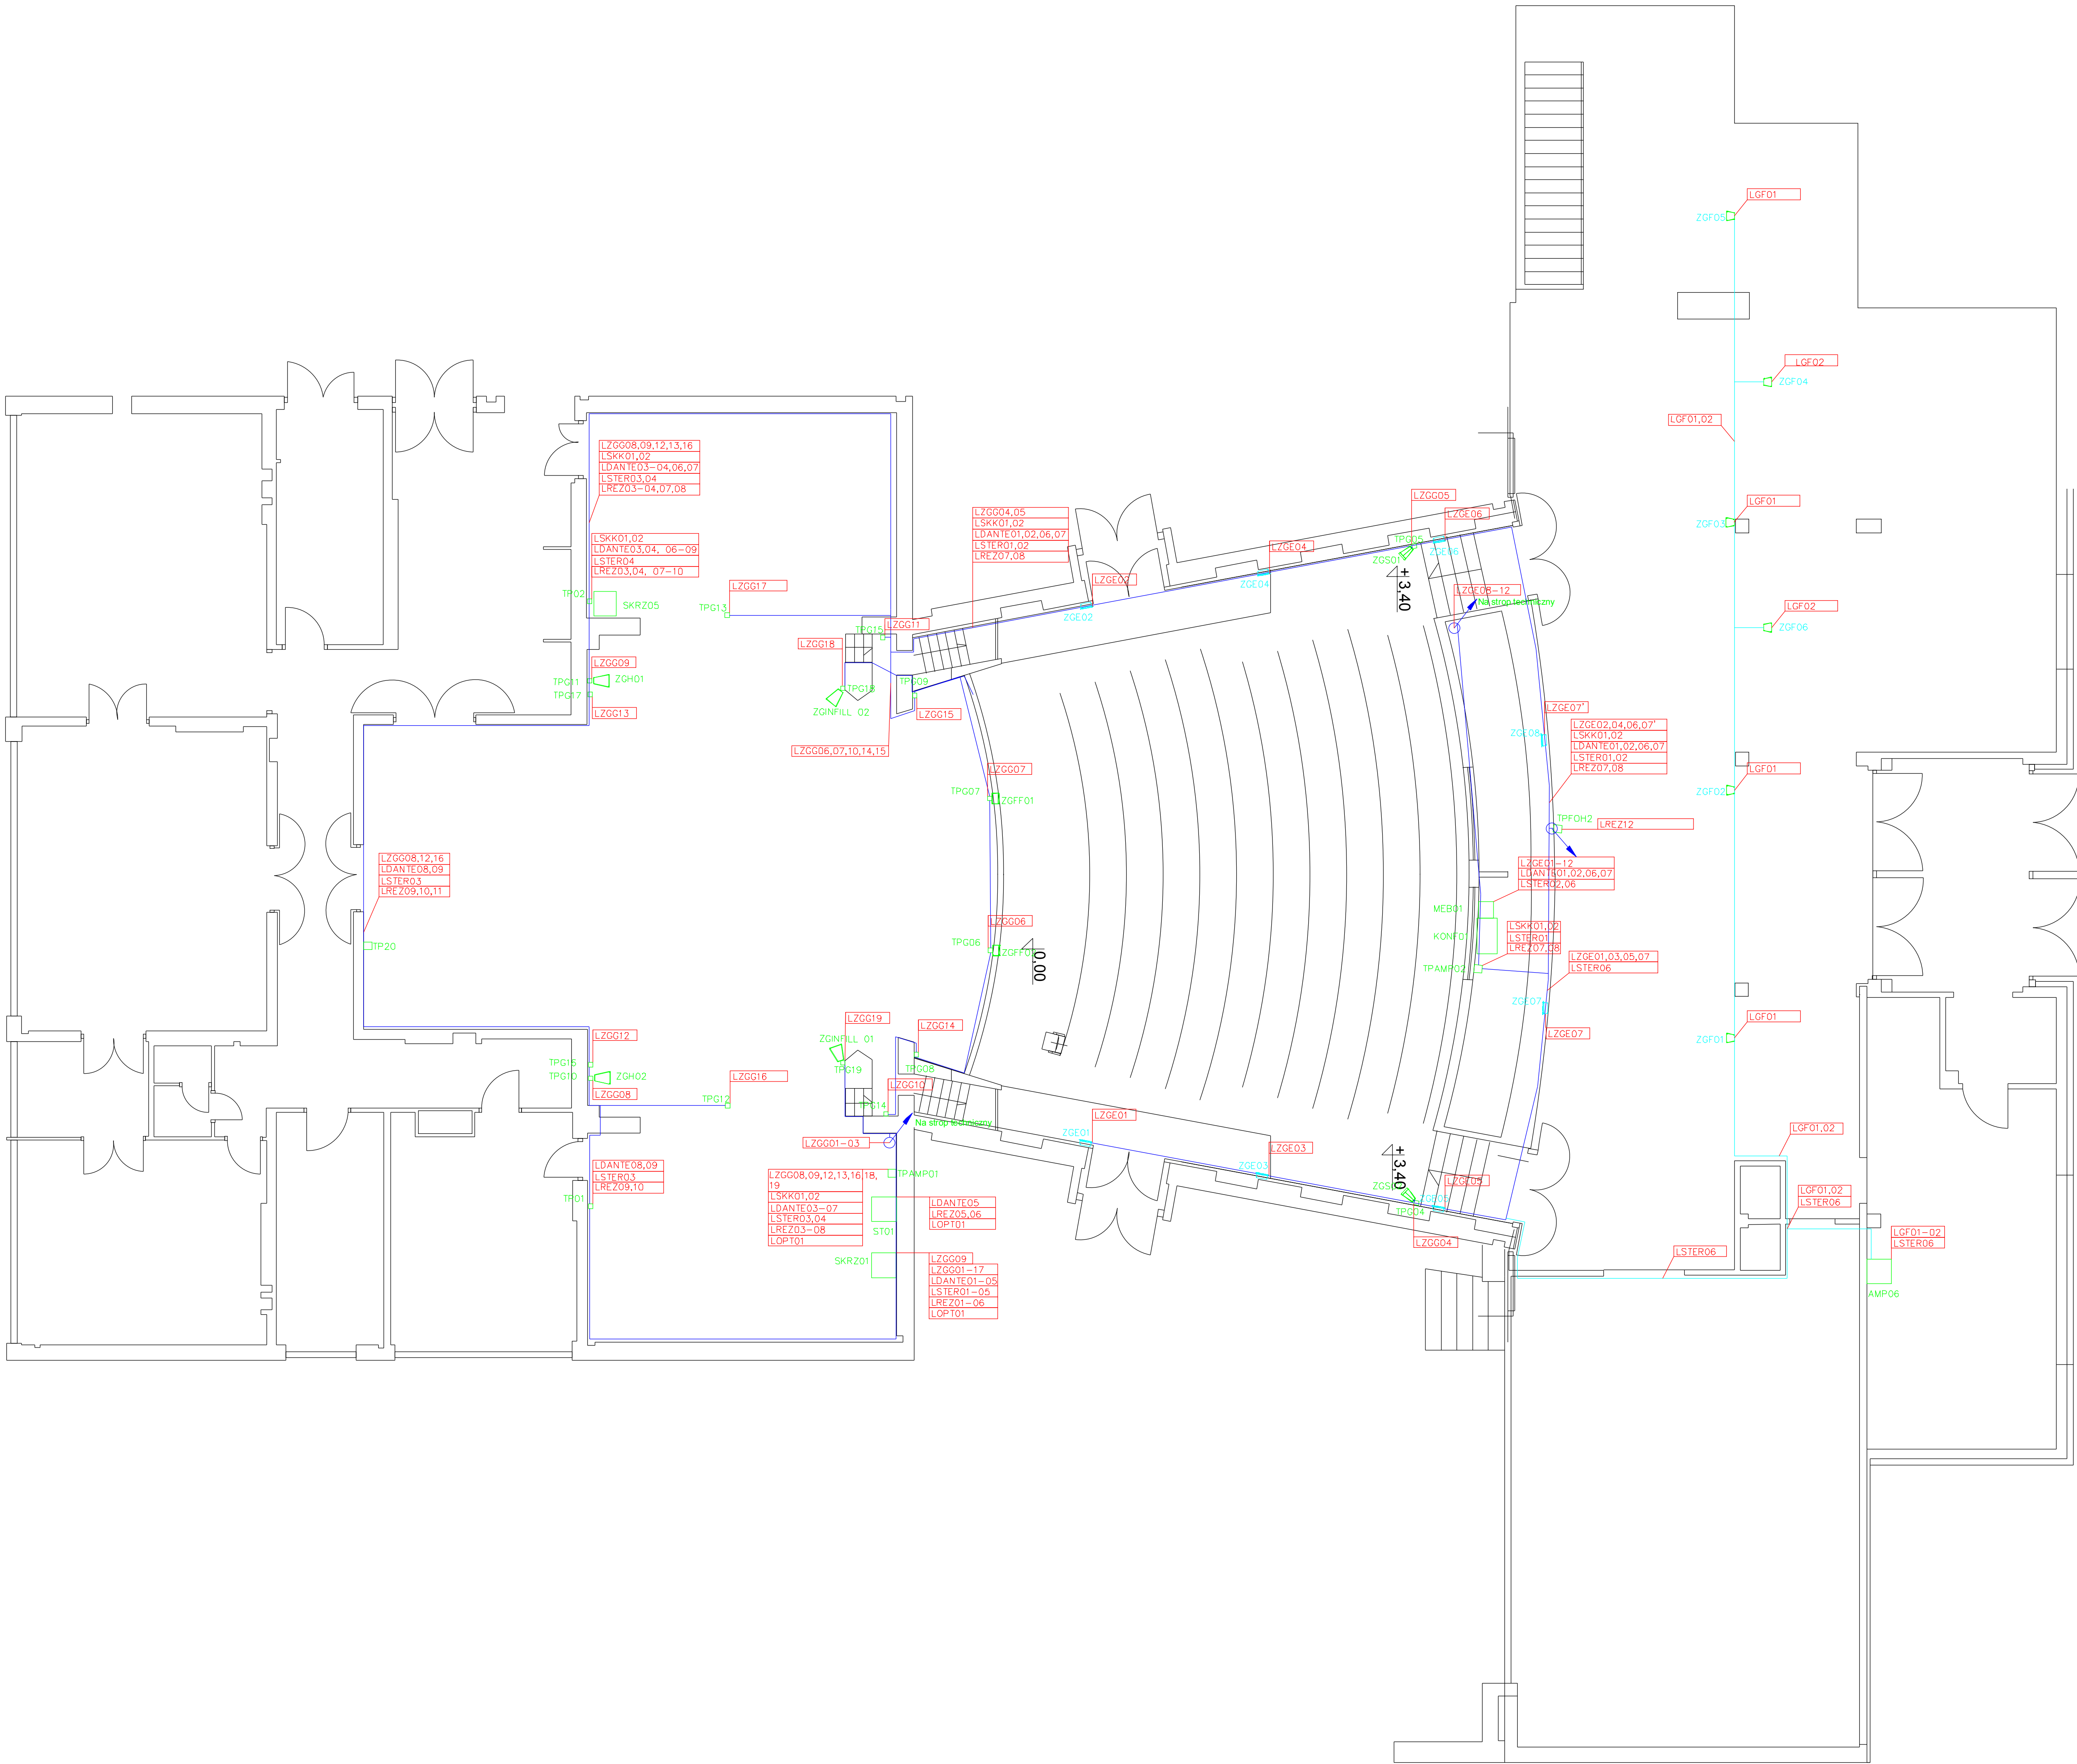 LGF01
ZGF05
LGF02
ZGF04
LGF01,02
LZGG08,09,12,13,16
LSKK01,02
LDANTE03-04,06,07
LSTER03,04
LREZ03-04,07,08
LZGG04,05
LSKK01,02
LDANTE01,02,06,07
LSTER01,02
LREZ07,08
LZGG05
LZGE06
LGF01
ZGF03
LSKK01,02
LDANTE03,04, 06-09
LSTER04
LREZ03,04, 07-10
TPG05
ZGE06
ZGS01
LZGE04
ZGE04
LZGE02
ZGE02
+3,40
LZGE08-12
Na strop techniczny
TP02
SKRZ05
LZGG17
TPG13
LZGG11
TPG15
LZGG18
LGF02
ZGF06
LZGG09
TPG11
ZGH01
TPG17
LZGG13
TPG09
TPG18
ZGINFILL 02
LZGG15
LZGG06,07,10,14,15
LZGE07'
ZGE08
LZGE02,04,06,07'
LSKK01,02
LDANTE01,02,06,07
LSTER01,02
LREZ07,08
LZGG07
TPG07
ZGFF01
LGF01
ZGF02
TPFOH2
LREZ12
LZGG08,12,16
LDANTE08,09
LSTER03
LREZ09,10,11
TP20
LZGE01-12
LDANTE01,02,06,07
LSTER02,06
MEB01
KONF01
LSKK01,02
LSTER01
LREZ07,08
TPAMP02
LZGG06
TPG06
0,00
LZGE01,03,05,07
LSTER06
ZGE07
LZGE07
LGF01
ZGF01
LZGG19
ZGINFILL 01
TPG19
LZGG14
TPG08
LZGG12
TPG15
TPG10
ZGH02
LZGG08
LZGG16
TPG12
LZGG10
TPG14
Na strop techniczny
LZGG01-03
LZGE01
ZGE01
LZGE03
ZGE03
+3,40
LZGE05
ZGE05
TPG04
LZGG04
LGF01,02
LGF01,02
LSTER06
LGF01-02
LSTER06
LSTER06
AMP06
LDANTE08,09
LSTER03
LREZ09,10
TP01
LZGG08,09,12,13,16,18,
19
LSKK01,02
LDANTE03-07
LSTER03,04
LREZ03-08
LOPT01
TPAMP01
ST01
LDANTE05
LREZ05,06
LOPT01
SKRZ01
LZGG09
LZGG01-17
LDANTE01-05
LSTER01-05
LREZ01-06
LOPT01